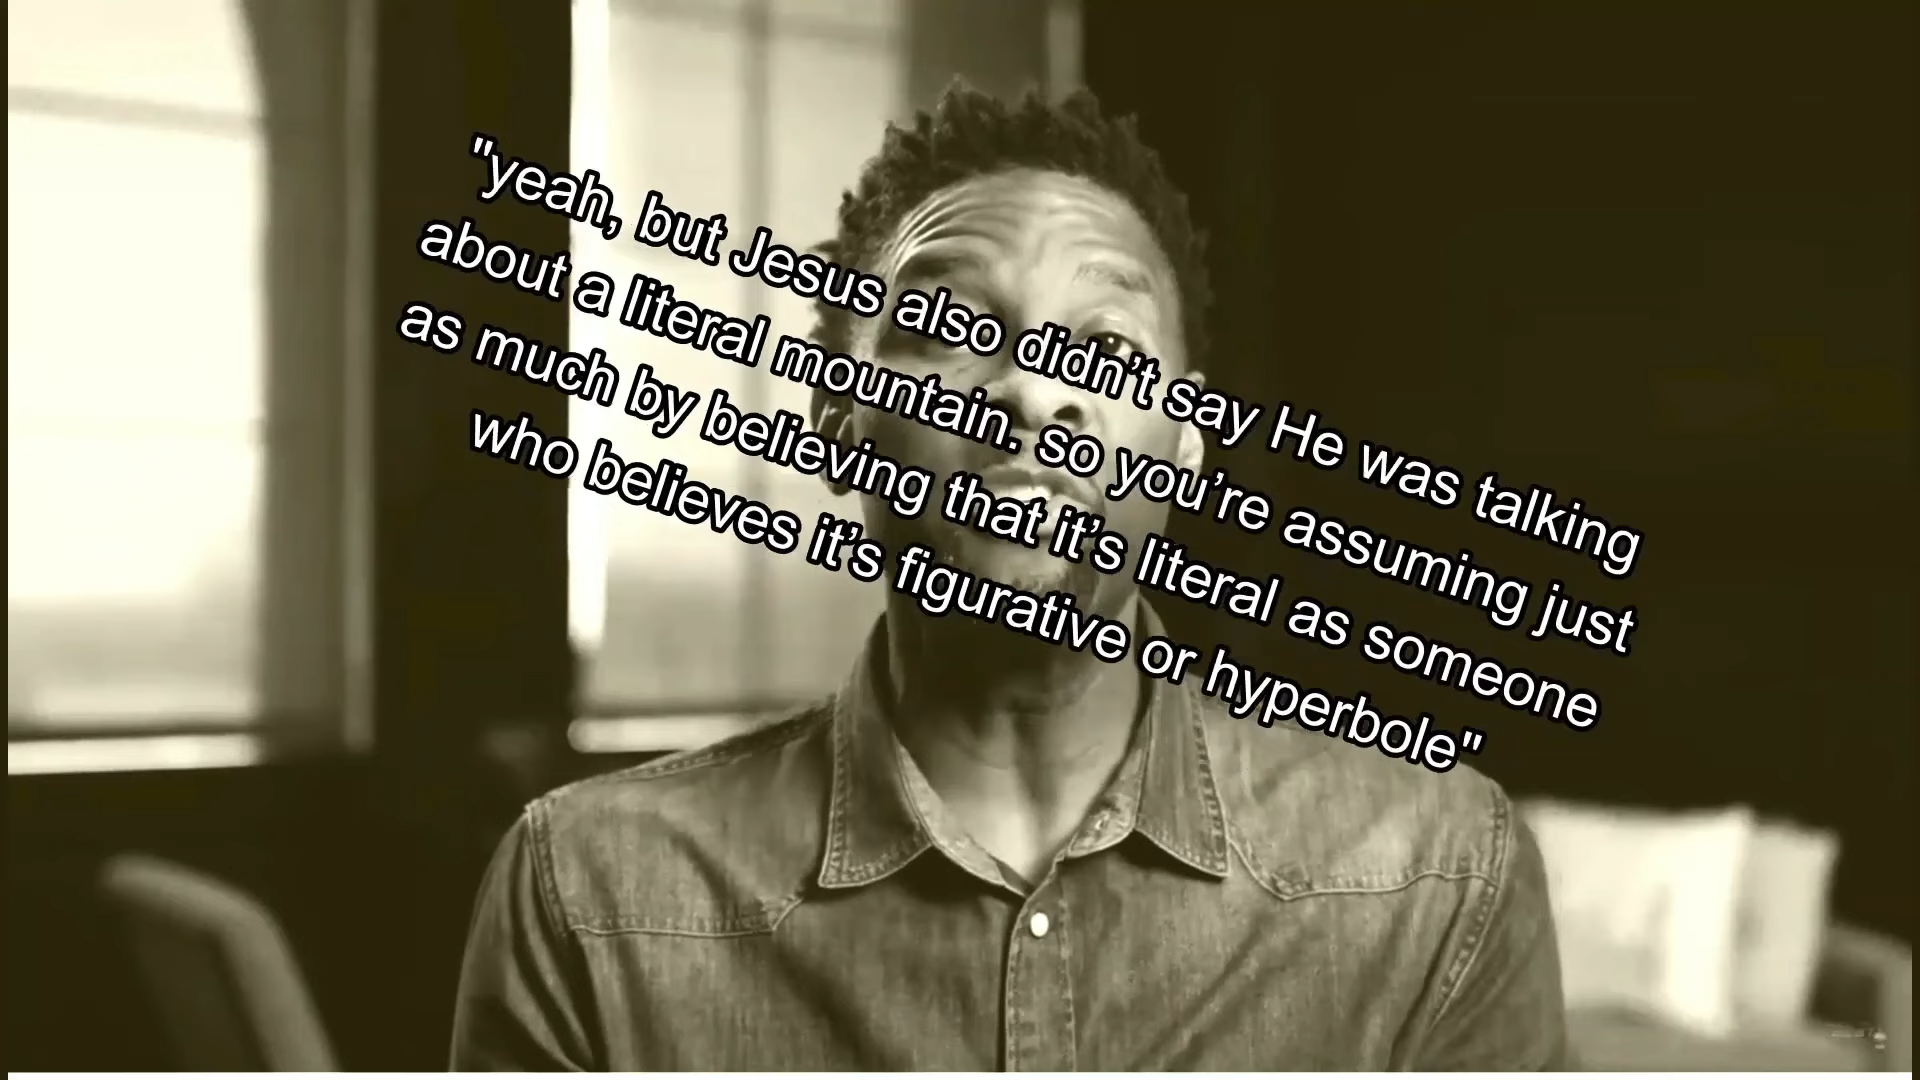 "yeah, but Jesus also didn’t say He was talking
about a literal mountain. so you’re assuming just
as much by believing that it’s literal as someone
who believes it’s figurative or hyperbole"